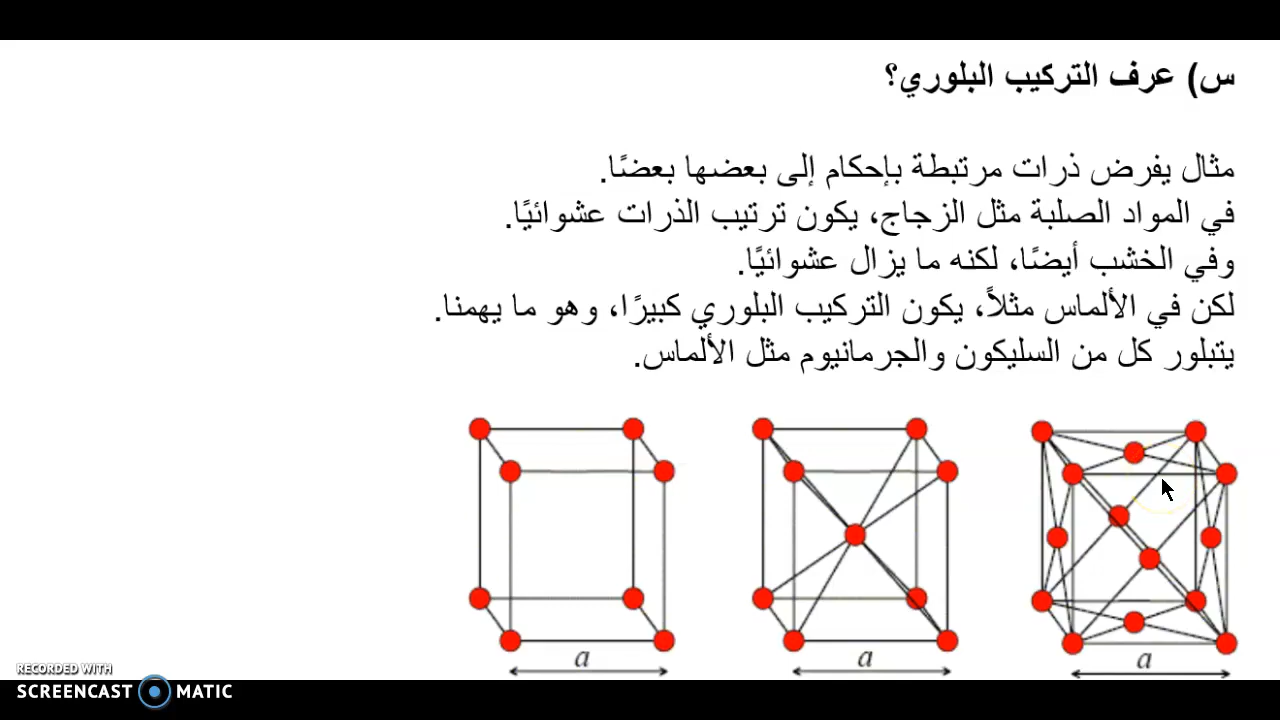 س) عرف التركيب البلوري؟
مثال يفرض ذرات مرتبطة بإحكام إلى بعضها بعضًا.
في المواد الصلبة مثل الزجاج، يكون ترتيب الذرات عشوائيًا.
وفي الخشب أيضًا، لكنه ما يزال عشوائيًا.
لكن في الألماس مثلاً، يكون التركيب البلوري كبيرًا، وهو ما يهمنا.
يتبلور كل من السليكون والجرمانيوم مثل الألماس.
a a a
RECORDED WITH
SCREENCAST MATIC